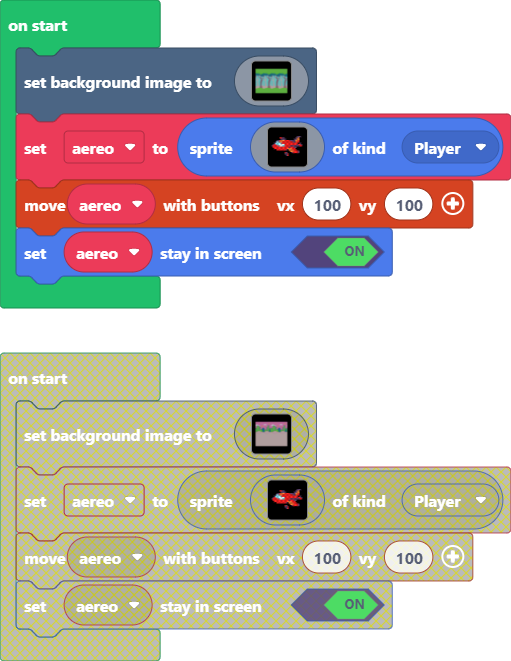 on start
set background image to
set aereo to sprite of kind Player
move aereo with buttons vx 100 vy 100
set aereo stay in screen ON
on start
set background image to
set aereo to sprite of kind Player
move aereo with buttons vx 100 vy 100
set aereo stay in screen ON